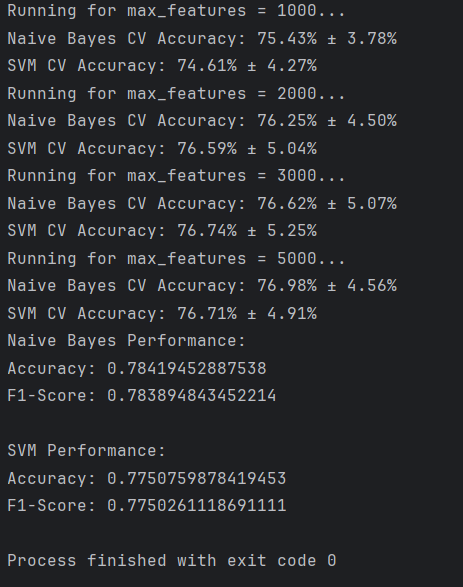 Running for max_features = 1000...
Naive Bayes CV Accuracy: 75.43% ± 3.78%
SVM CV Accuracy: 74.61% ± 4.27%
Running for max_features = 2000...
Naive Bayes CV Accuracy: 76.25% ± 4.50%
SVM CV Accuracy: 76.59% ± 5.04%
Running for max_features = 3000...
Naive Bayes CV Accuracy: 76.62% ± 5.07%
SVM CV Accuracy: 76.74% ± 5.25%
Running for max_features = 5000...
Naive Bayes CV Accuracy: 76.98% ± 4.56%
SVM CV Accuracy: 76.71% ± 4.91%
Naive Bayes Performance:
Accuracy: 0.78419452887538
F1-Score: 0.783894843452214
SVM Performance:
Accuracy: 0.7750759878419453
F1-Score: 0.7750261118691111
Process finished with exit code 0